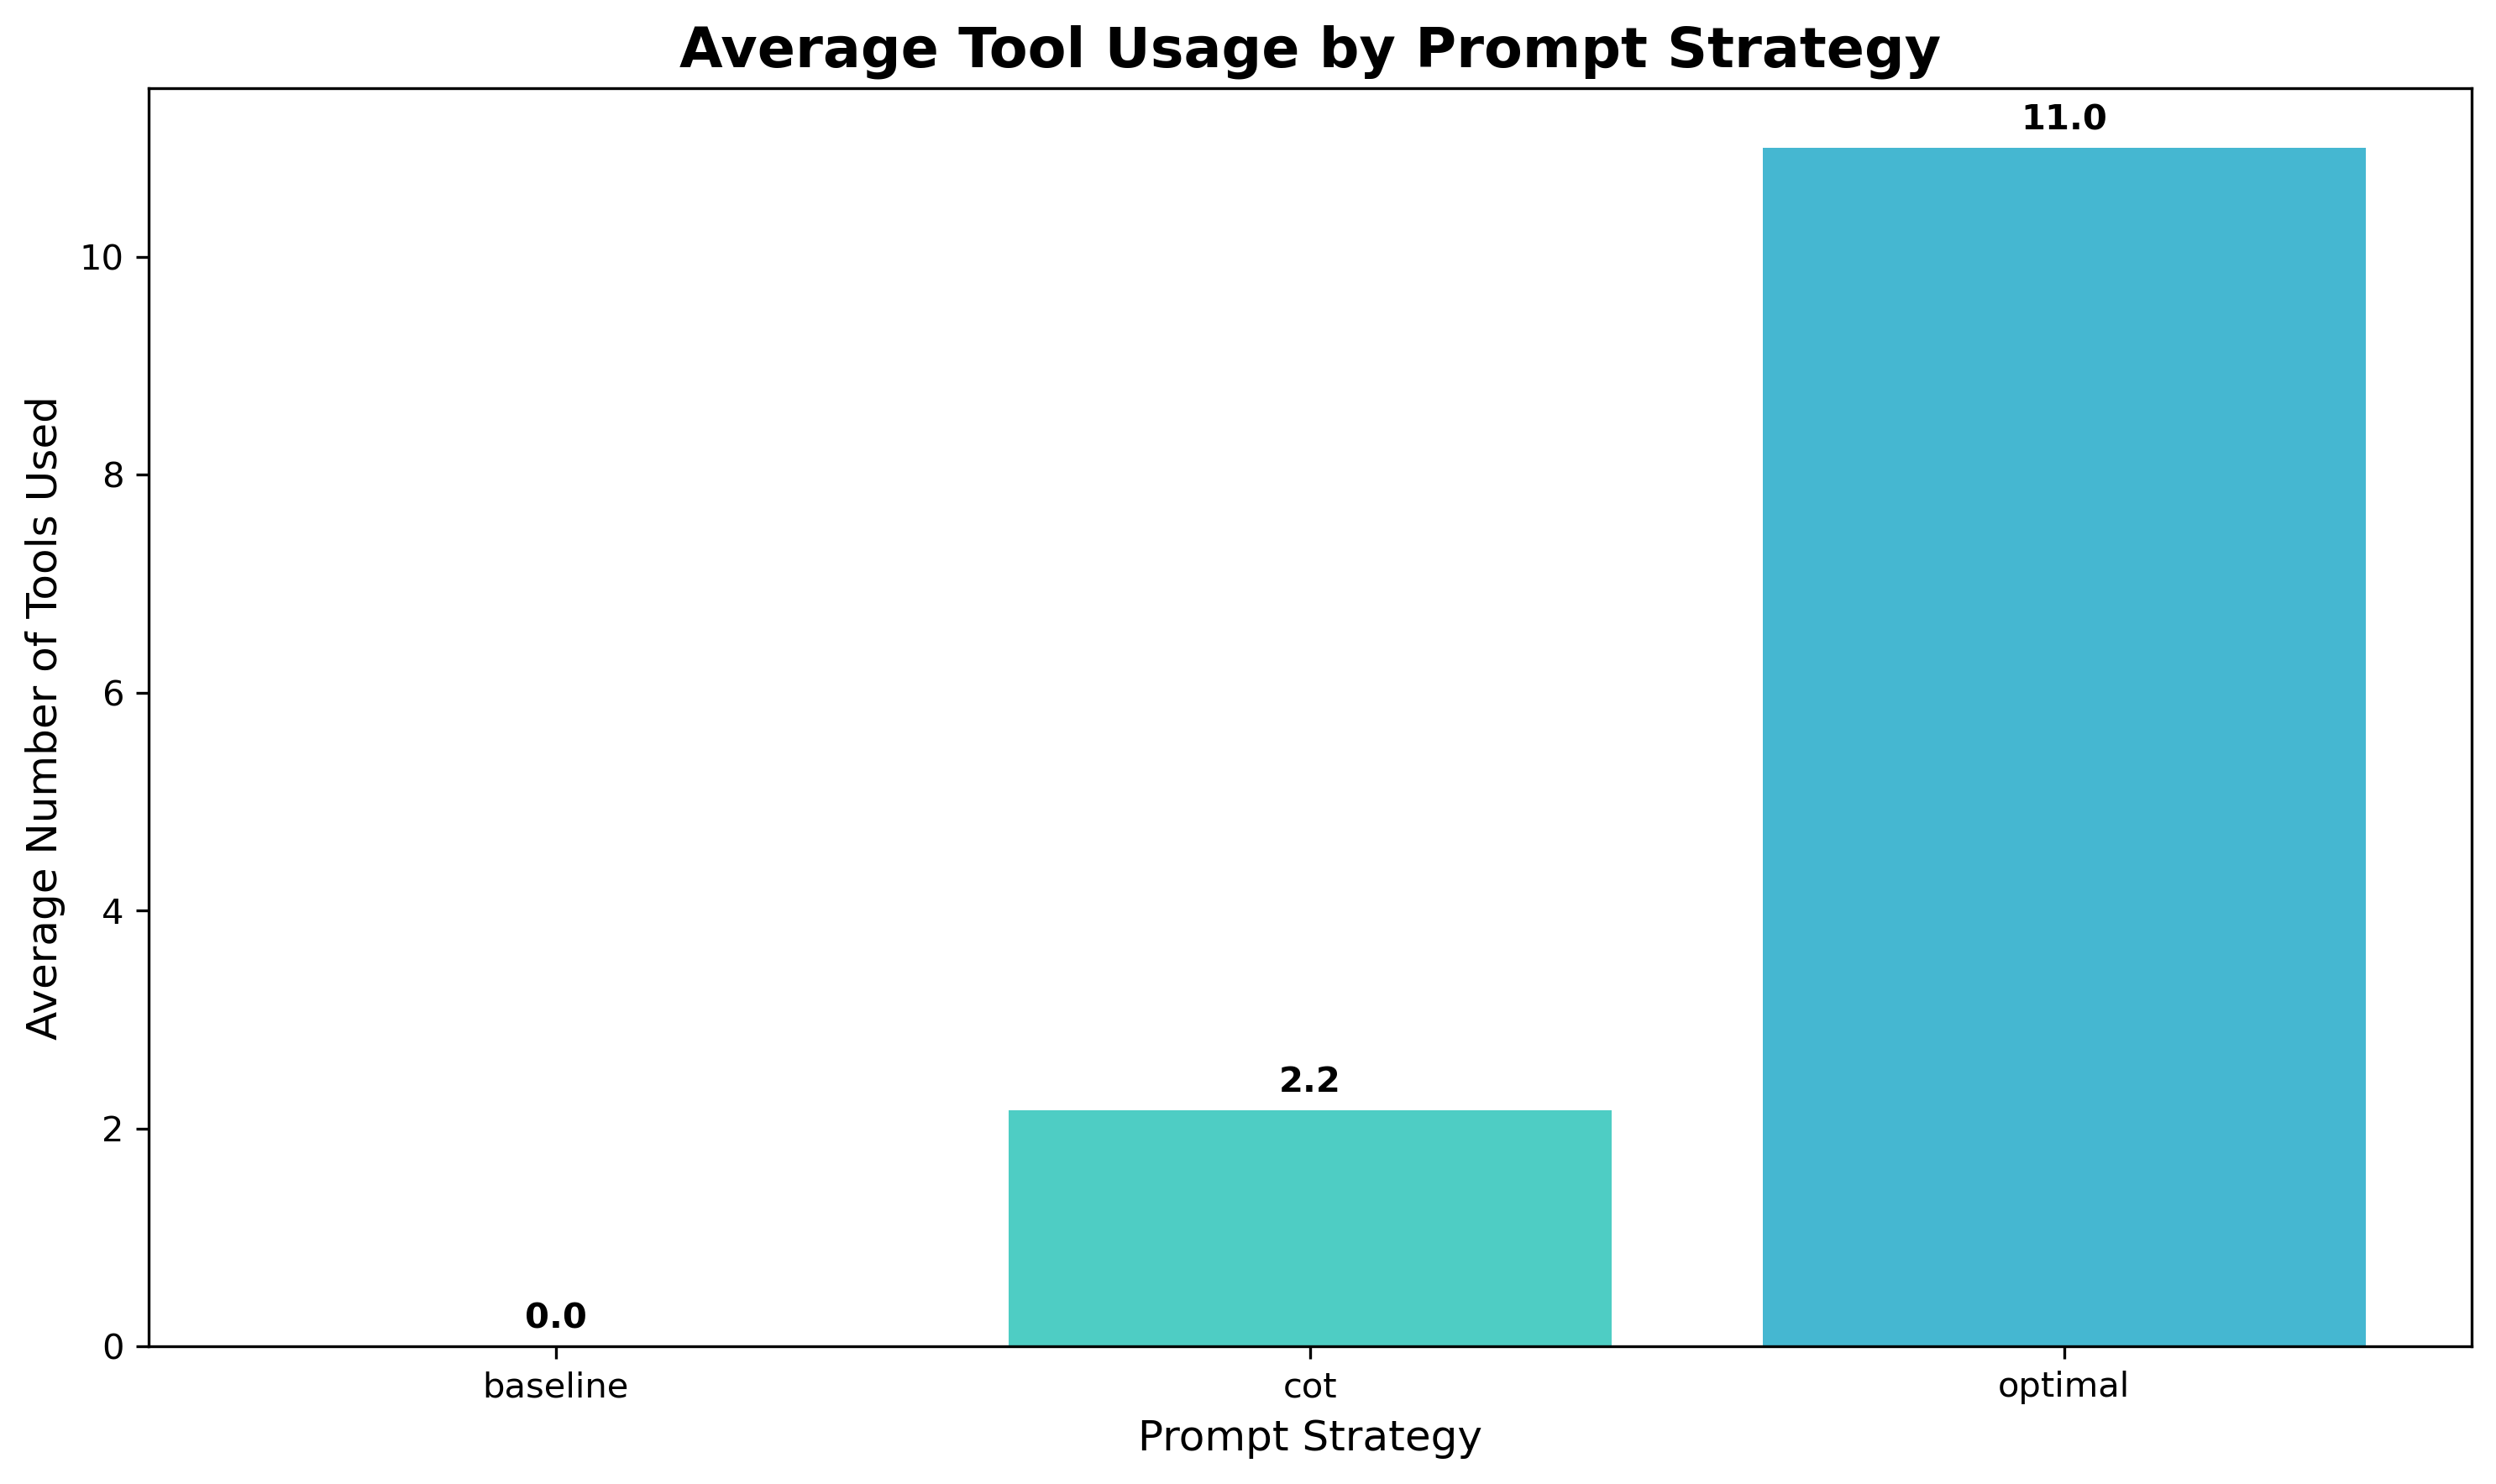 Average Tool Usage by Prompt Strategy
Average Number of Tools Used
10
8
6
4
2
0
0.0
2.2
11.0
baseline
cot
optimal
Prompt Strategy